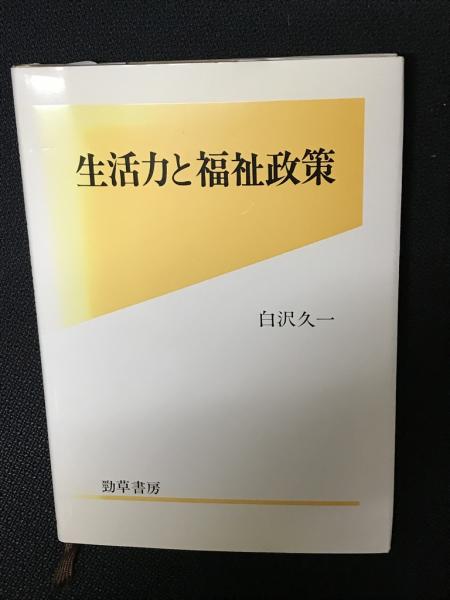 生活力と福祉政策
白沢久一
勁草書房